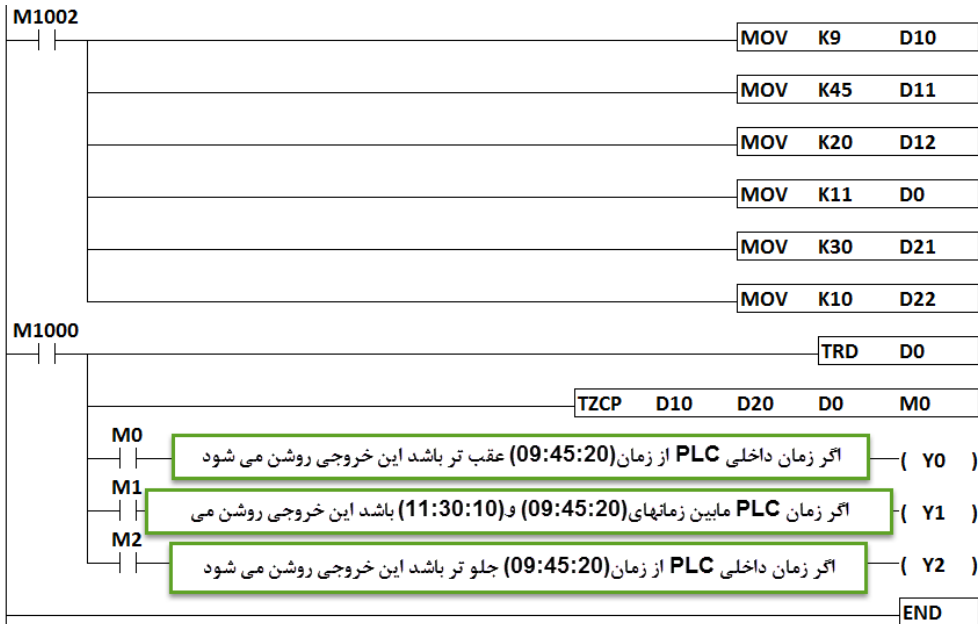 M1002
MOV K9 D10
MOV K45 D11
MOV K20 D12
MOV K11 D0
MOV K30 D21
MOV K10 D22
M1000
TRD D0
TZCP D10 D20 D0 M0
M0
اگر زمان داخلی PLC از زمان(09:45:20) عقب تر باشد این خروجی روشن می شود
( Y0 )
M1
اگر زمان PLC مابین زمانهای(09:45:20) و(11:30:10) باشد این خروجی روشن می
( Y1 )
M2
اگر زمان داخلی PLC از زمان(09:45:20) جلو تر باشد این خروجی روشن می شود
( Y2 )
END